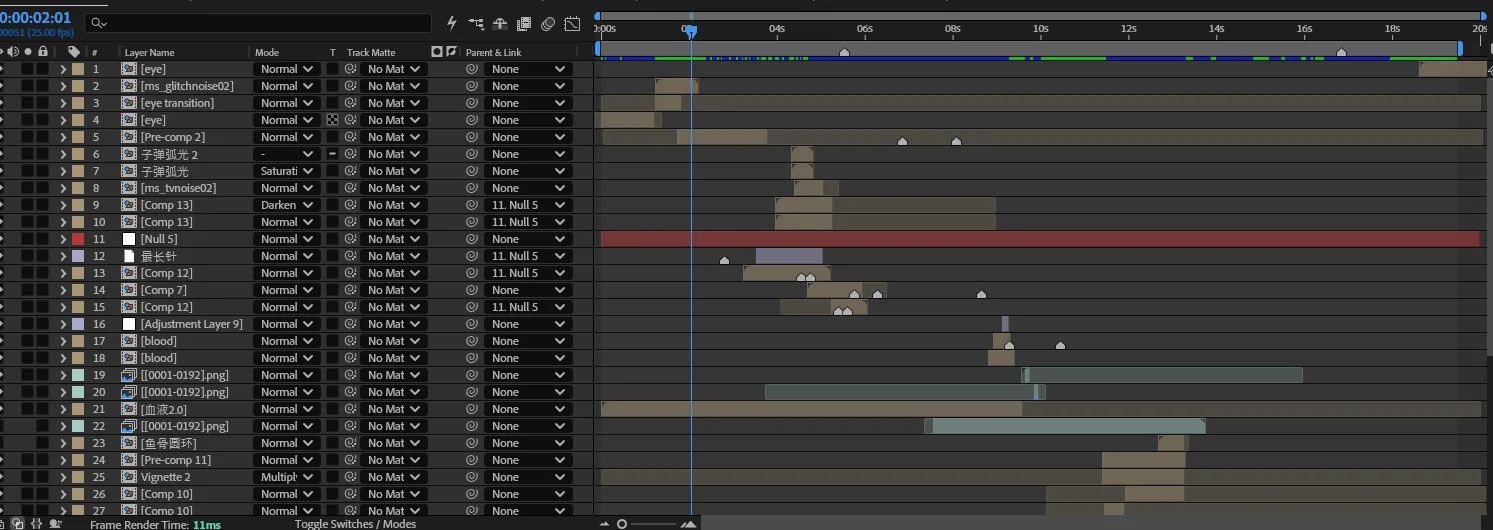 0:00:02:01
00051 (25.00 fps)
:00s 02s 04s 06s 08s 10s 12s 14s 16s 18s 20s
# Layer Name Mode T Track Matte Parent & Link
1 [eye] Normal No Mat None
2 [ms_glitchnoise02] Normal No Mat None
3 [eye transition] Normal No Mat None
4 [eye] Normal No Mat None
5 [Pre-comp 2] Normal No Mat None
6 子弹弧光 2 - No Mat None
7 子弹弧光 Saturati No Mat None
8 [ms_tvnoise02] Normal No Mat None
9 [Comp 13] Darken No Mat 11. Null 5
10 [Comp 13] Normal No Mat 11. Null 5
11 [Null 5] Normal No Mat None
12 最长针 Normal No Mat 11. Null 5
13 [Comp 12] Normal No Mat 11. Null 5
14 [Comp 7] Normal No Mat None
15 [Comp 12] Normal No Mat 11. Null 5
16 [Adjustment Layer 9] Normal No Mat None
17 [blood] Normal No Mat None
18 [blood] Normal No Mat None
19 [[0001-0192].png] Normal No Mat None
20 [[0001-0192].png] Normal No Mat None
21 [血液2.0] Normal No Mat None
22 [[0001-0192].png] Normal No Mat None
23 [鱼骨圆环] Normal No Mat None
24 [Pre-comp 11] Normal No Mat None
25 Vignette 2 Multiply No Mat None
26 [Comp 10] Normal No Mat None
27 [Comp 10] Normal No Mat None
Frame Render Time: 11ms Toggle Switches / Modes